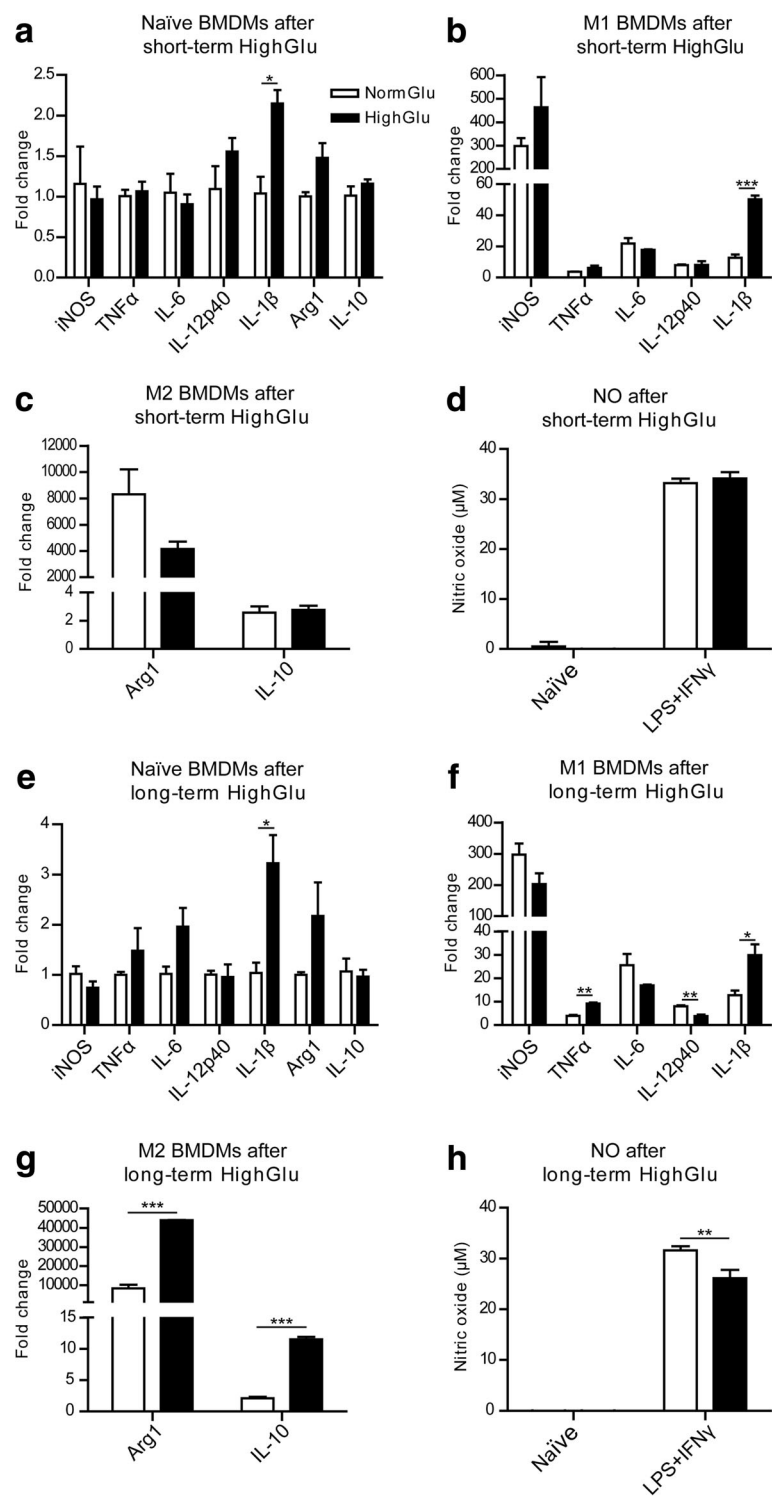 a
Naïve BMDMs after
short-term HighGlu
Fold change
2.5
2.0
1.5
1.0
0.5
0.0
*
NormGlu
HighGlu
iNOS
TNFα
IL-6
IL-12p40
IL-1β
Arg1
IL-10
b
M1 BMDMs after
short-term HighGlu
Fold change
600
500
400
300
200
100
60
40
20
0
***
iNOS
TNFα
IL-6
IL-12p40
IL-1β
c
M2 BMDMs after
short-term HighGlu
Fold change
12000
10000
8000
6000
4000
2000
4
2
0
Arg1
IL-10
d
NO after
short-term HighGlu
Nitric oxide (µM)
40
30
30
10
0
Naïve
LPS+IFNγ
e
Naïve BMDMs after
long-term HighGlu
Fold change
4
2
2
1
0
*
iNOS
TNFα
IL-6
IL-12p40
IL-1β
Arg1
IL-10
f
M1 BMDMs after
long-term HighGlu
Fold change
400
300
200
100
40
30
20
10
0
**
**
*
iNOS
TNFα
IL-6
IL-12p40
IL-1β
g
M2 BMDMs after
long-term HighGlu
Fold change
50000
40000
30000
20000
10000
15
10
5
0
***
***
Arg1
IL-10
h
NO after
long-term HighGlu
Nitric oxide (µM)
40
30
30
10
0
**
Naïve
LPS+IFNγ